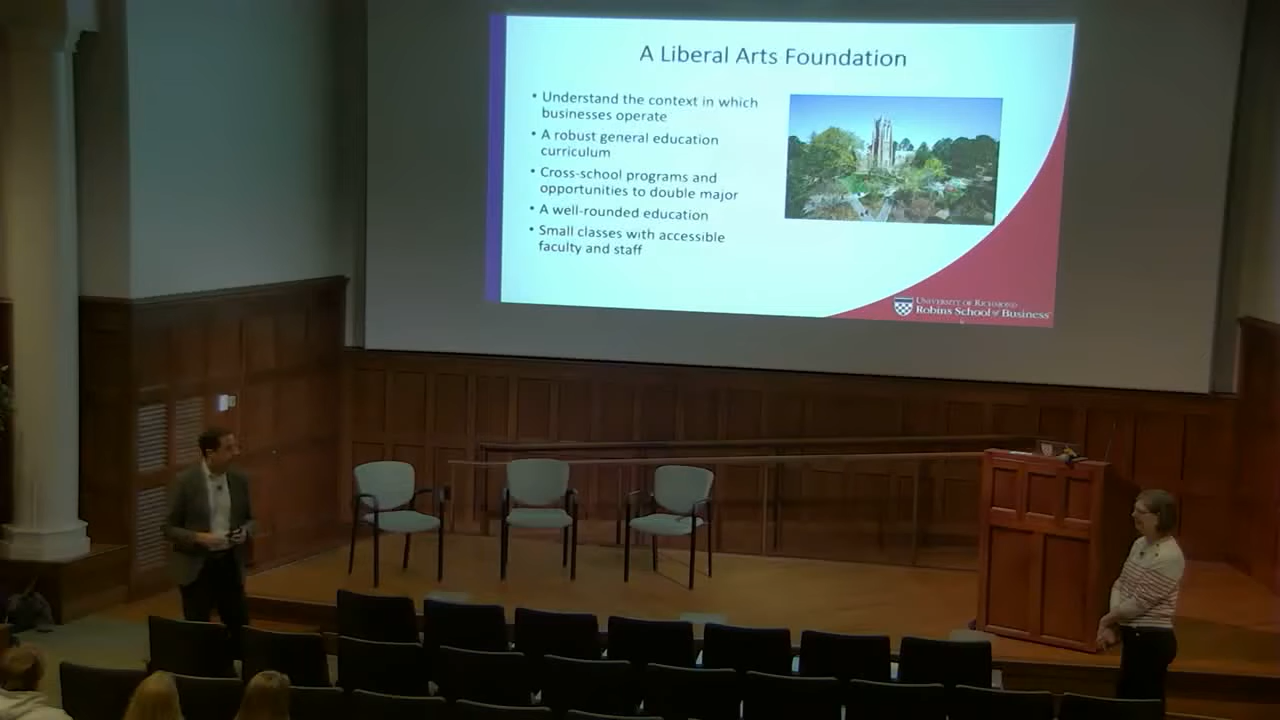 A Liberal Arts Foundation
• Understand the context in which
businesses operate
• A robust general education
curriculum
• Cross-school programs and
opportunities to double major
• A well-rounded education
• Small classes with accessible
faculty and staff
UNIVERSITY OF RICHMOND
Robins School of Business